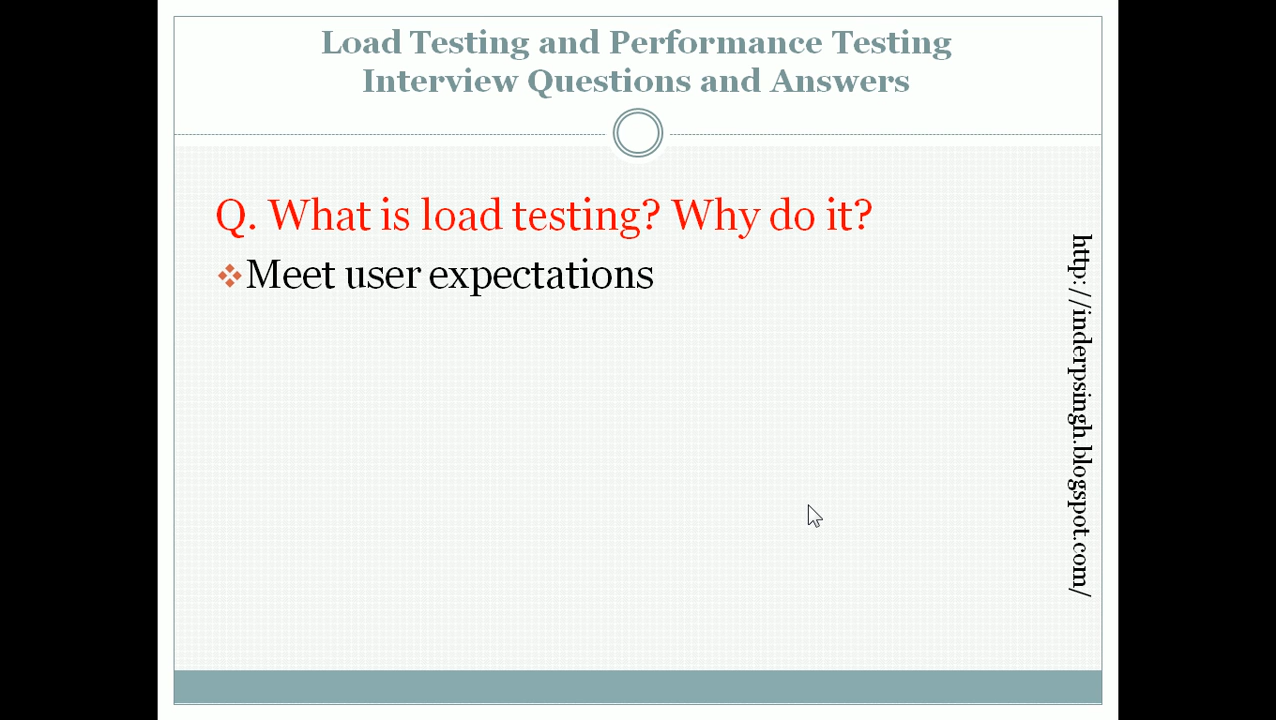 Load Testing and Performance Testing
Interview Questions and Answers
Q. What is load testing? Why do it?
Meet user expectations
http://inderpsingh.blogspot.com/